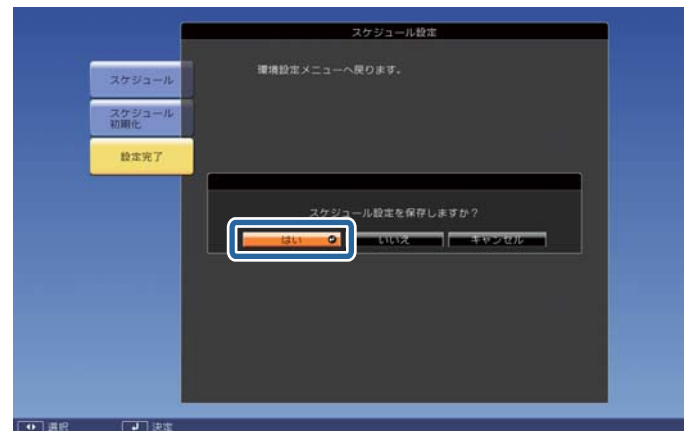 スケジュール設定
環境設定メニューへ戻ります。
スケジュール
スケジュール
初期化
設定完了
スケジュール設定を保存しますか?
はい いいえ キャンセル
選択 決定